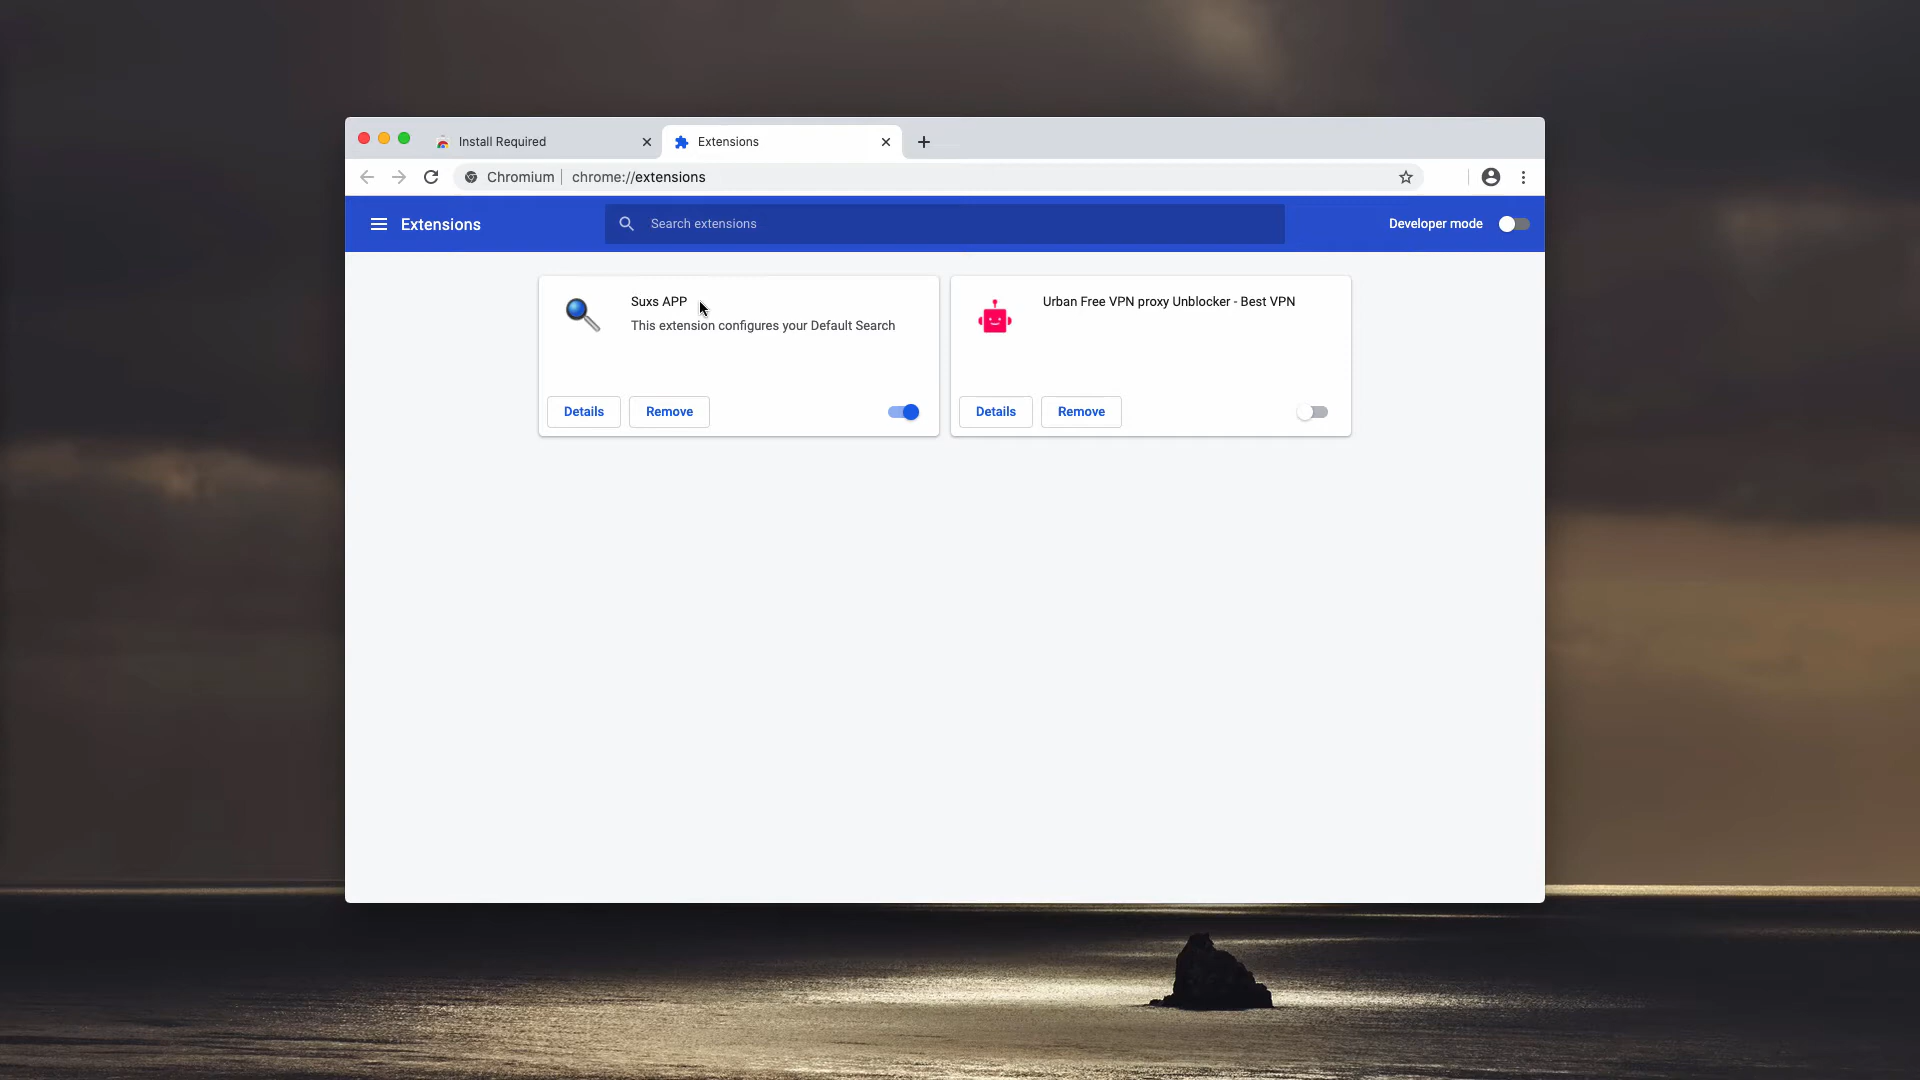 Install Required
Extensions
Chromium | chrome://extensions
Extensions
Search extensions
Developer mode
Suxs APP
This extension configures your Default Search
Details
Remove
Urban Free VPN proxy Unblocker - Best VPN
Details
Remove